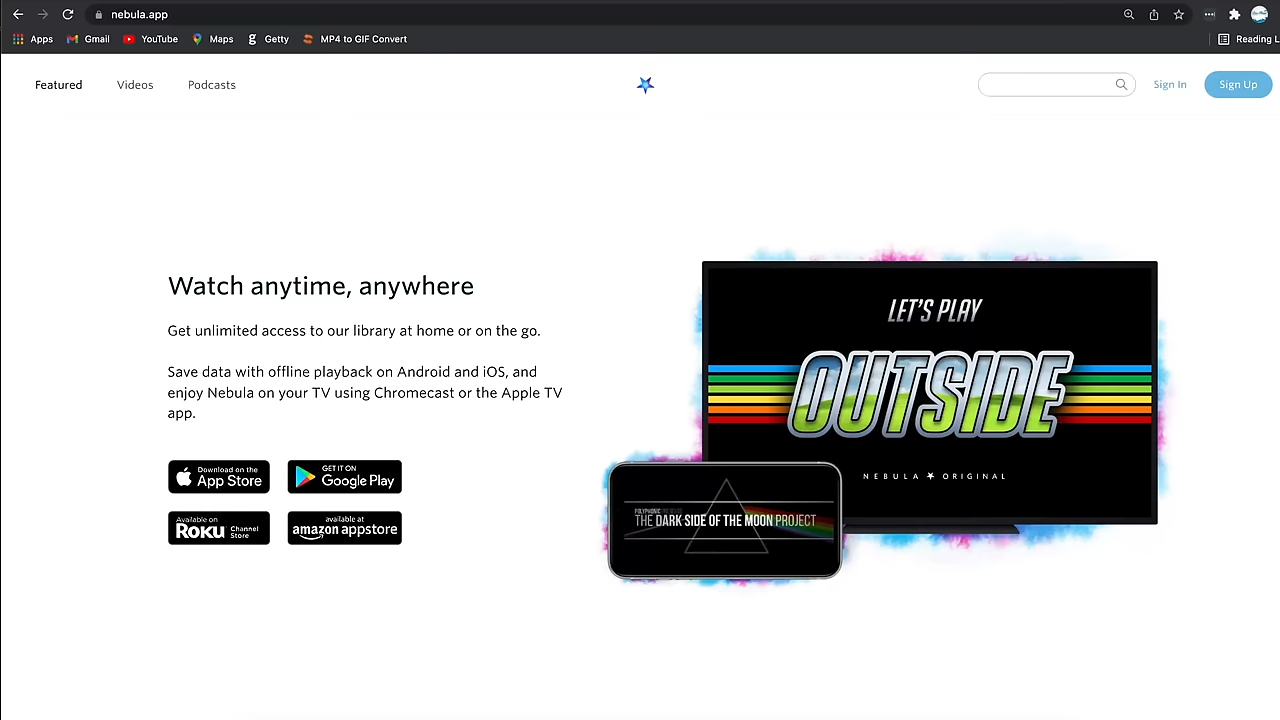 nebula.app
Apps
Gmail
YouTube
Maps
g
Getty
MP4 to GIF Convert
Reading L
Featured
Videos
Podcasts
Sign In
Sign Up
Watch anytime, anywhere
Get unlimited access to our library at home or on the go.
Save data with offline playback on Android and iOS, and
enjoy Nebula on your TV using Chromecast or the Apple TV
app.
Download on the
App Store
GET IT ON
Google Play
Available on
ROKU Channel
Store
available at
amazon appstore
LET'S PLAY
OUTSIDE
NEBULA ORIGINAL
THE DARK SIDE OF THE MOON PROJECT